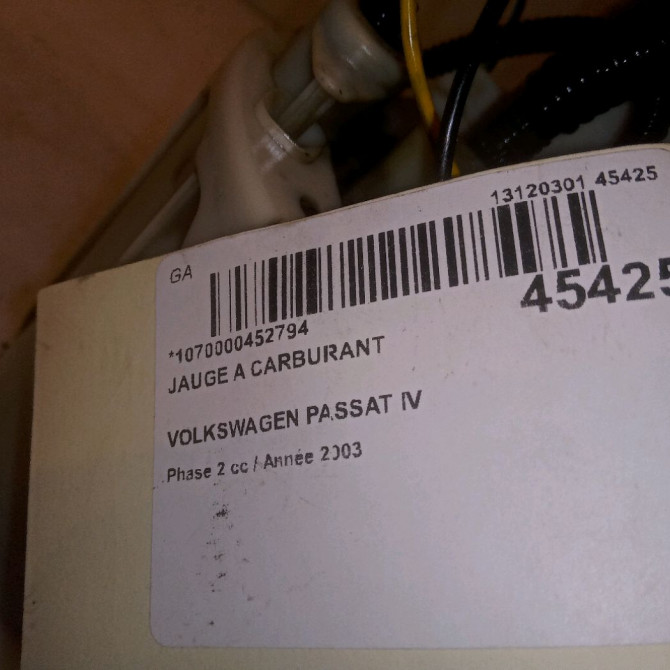 13120301 45425
GA
45425
*1070000452794
JAUGE A CARBURANT
VOLKSWAGEN PASSAT IV
Phase 2 cc / Année 2003